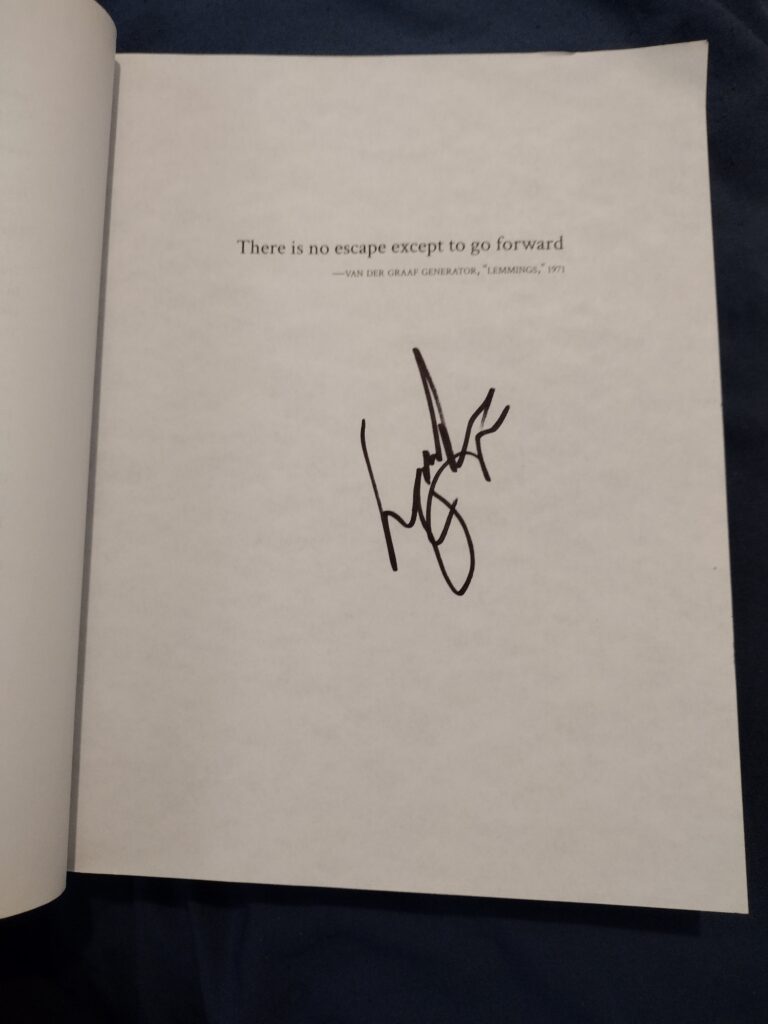 There is no escape except to go forward
—VAN DER GRAAF GENERATOR, "LEMMINGS," 1971